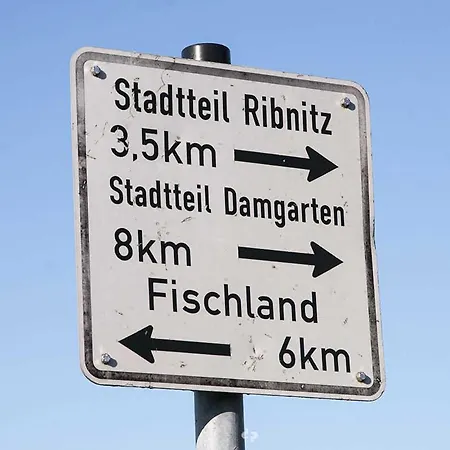 Stadtteil Ribnitz
3,5km
Stadtteil Damgarten
8km
Fischland
6km